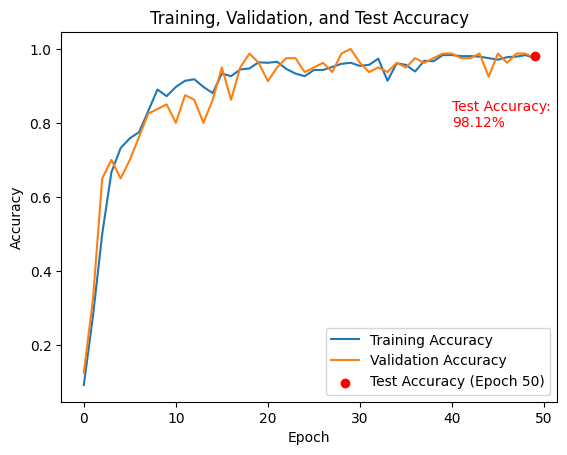 Training, Validation, and Test Accuracy
1.0
0.8
0.6
0.4
0.2
Accuracy
Test Accuracy:
98.12%
Training Accuracy
Validation Accuracy
Test Accuracy (Epoch 50)
0
10
20
30
40
50
Epoch